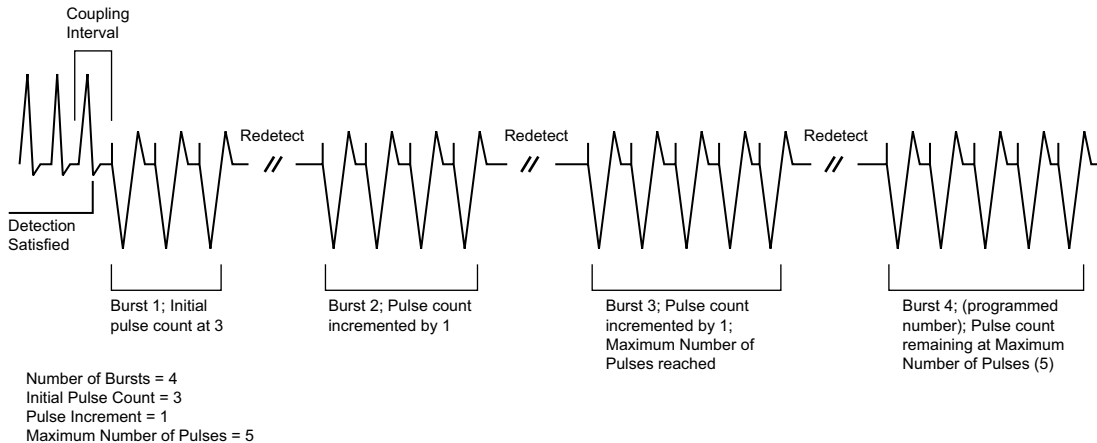 Coupling
Interval
Redetect
Redetect
Redetect
Detection
Satisfied
Burst 1; Initial
pulse count at 3
Burst 2; Pulse count
incremented by 1
Burst 3; Pulse count
incremented by 1;
Maximum Number of
Pulses reached
Burst 4; (programmed
number); Pulse count
remaining at Maximum
Number of Pulses (5)
Number of Bursts = 4
Initial Pulse Count = 3
Pulse Increment = 1
Maximum Number of Pulses = 5